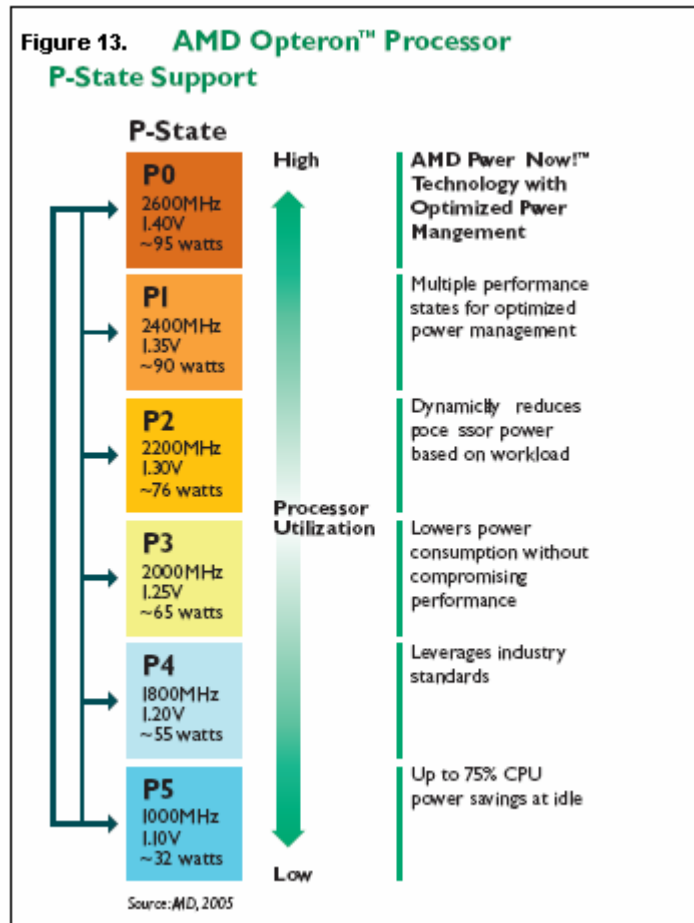 Figure 13. AMD Opteron™ Processor
P-State Support
P-State
P0
2600MHz
1.40V
~95 watts
P1
2400MHz
1.35V
~90 watts
P2
2200MHz
1.30V
~76 watts
P3
2000MHz
1.25V
~65 watts
P4
1800MHz
1.20V
~55 watts
P5
1000MHz
1.10V
~32 watts
High
Processor
Utilization
Low
AMD Pwer Now!™
Technology with
Optimized Pwer
Mangement
Multiple performance
states for optimized
power management
Dynamiclly reduces
poce ssor power
based on workload
Lowers power
consumption without
compromising
performance
Leverages industry
standards
Up to 75% CPU
power savings at idle
Source: AMD, 2005